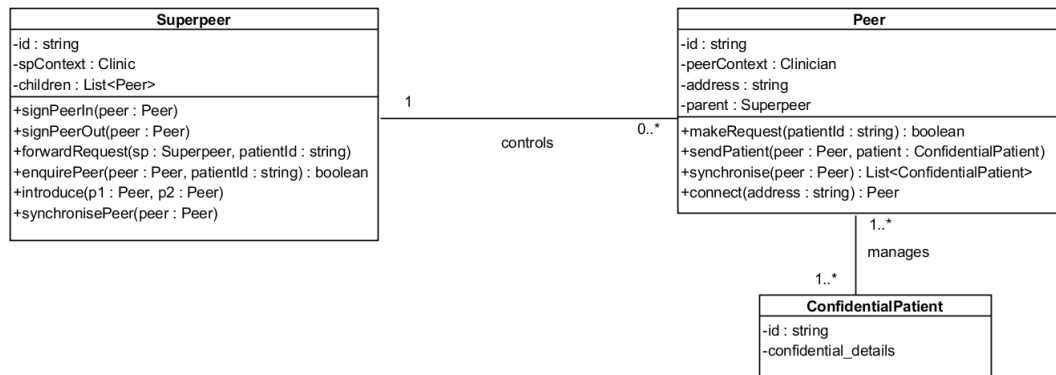 Superpeer
-id : string
-spContext : Clinic
-children : List<Peer>
+signPeerIn(peer : Peer)
+signPeerOut(peer : Peer)
+forwardRequest(sp : Superpeer, patientId : string)
+enquirePeer(peer : Peer, patientId : string) : boolean
+introduce(p1 : Peer, p2 : Peer)
+synchronisePeer(peer : Peer)
1
controls
0..*
Peer
-id : string
-peerContext : Clinician
-address : string
-parent : Superpeer
+makeRequest(patientId : string) : boolean
+sendPatient(peer : Peer, patient : ConfidentialPatient)
+synchronise(peer : Peer) : List<ConfidentialPatient>
+connect(address : string) : Peer
1..*
manages
1..*
ConfidentialPatient
-id : string
-confidential_details